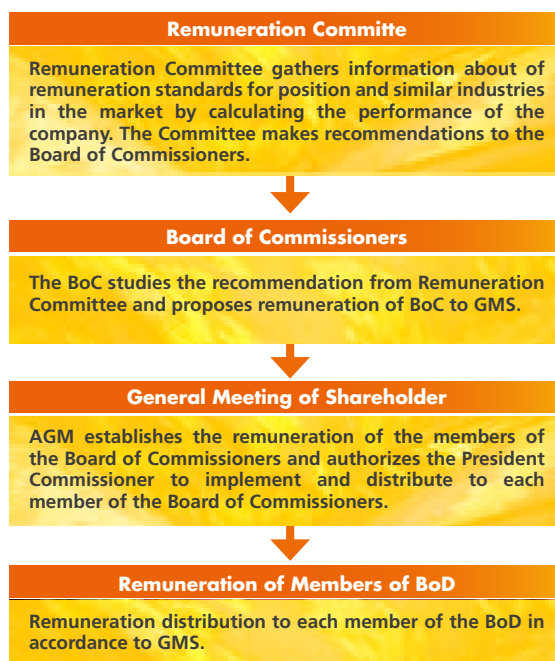 Remuneration Committe
Remuneration Committee gathers information about of
remuneration standards for position and similar industries
in the market by calculating the performance of the
company. The Committee makes recommendations to the
Board of Commissioners.
Board of Commissioners
The BoC studies the recommendation from Remuneration
Committee and proposes remuneration of BoC to GMS.
General Meeting of Shareholder
AGM establishes the remuneration of the members of
the Board of Commissioners and authorizes the President
Commissioner to implement and distribute to each
member of the Board of Commissioners.
Remuneration of Members of BoD
Remuneration distribution to each member of the BoD in
accordance to GMS.